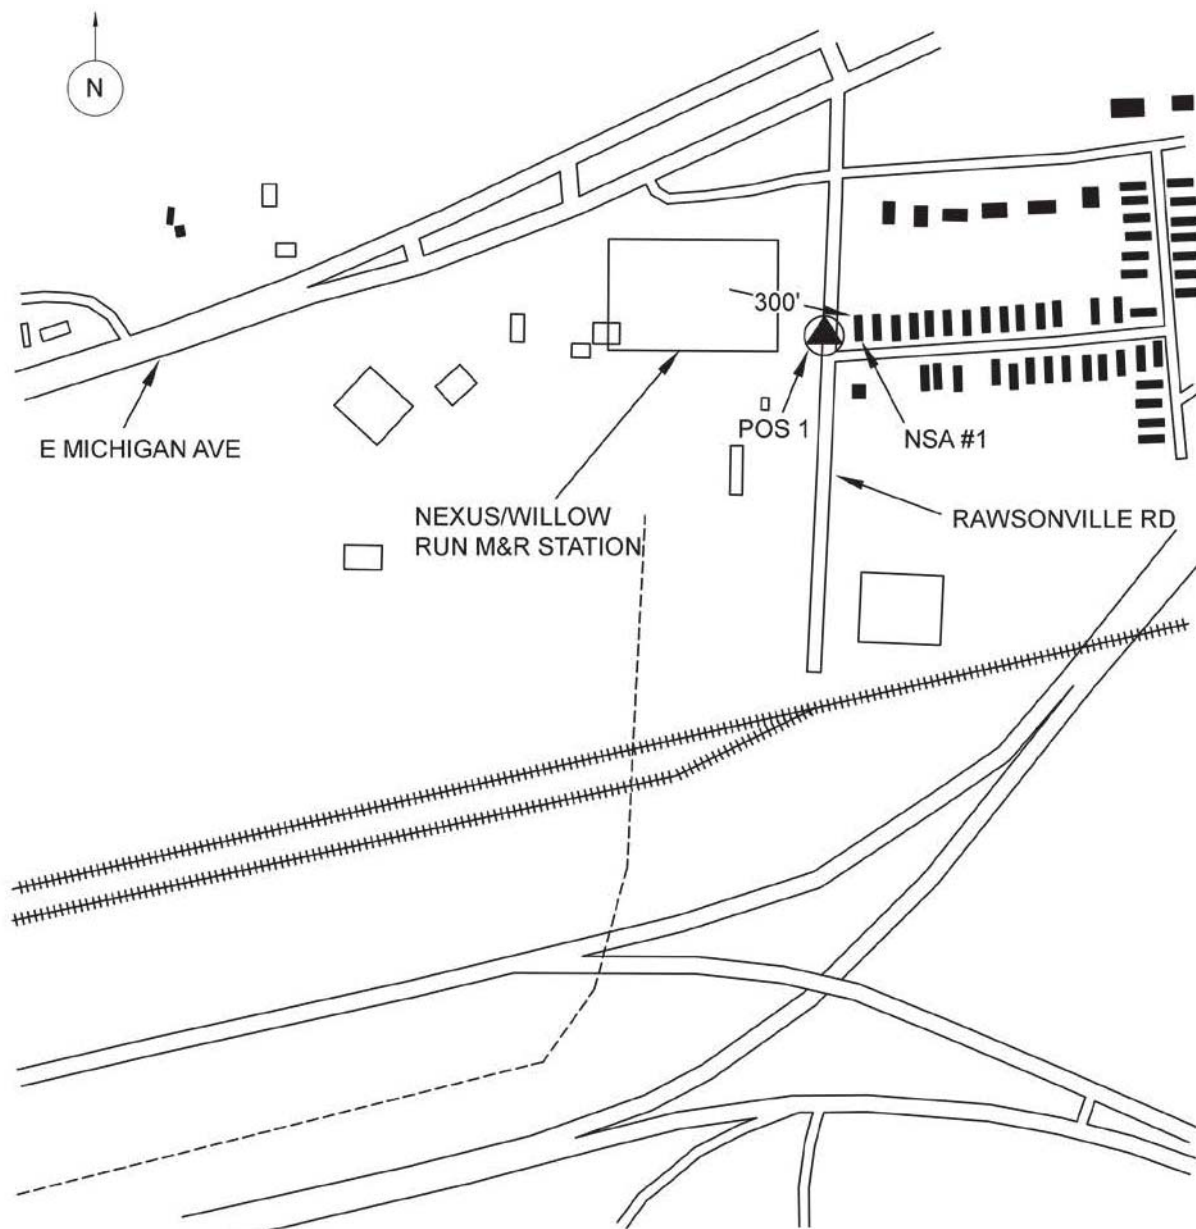 N
300'
POS 1
NSA #1
E MICHIGAN AVE
NEXUS/WILLOW
RUN M&R STATION
RAWSONVILLE RD